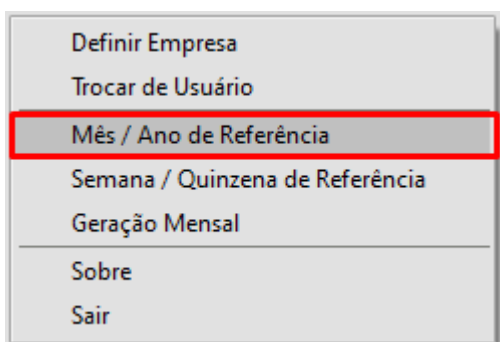 Definir Empresa
Trocar de Usuário
Mês / Ano de Referência
Semana / Quinzena de Referência
Geração Mensal
Sobre
Sair